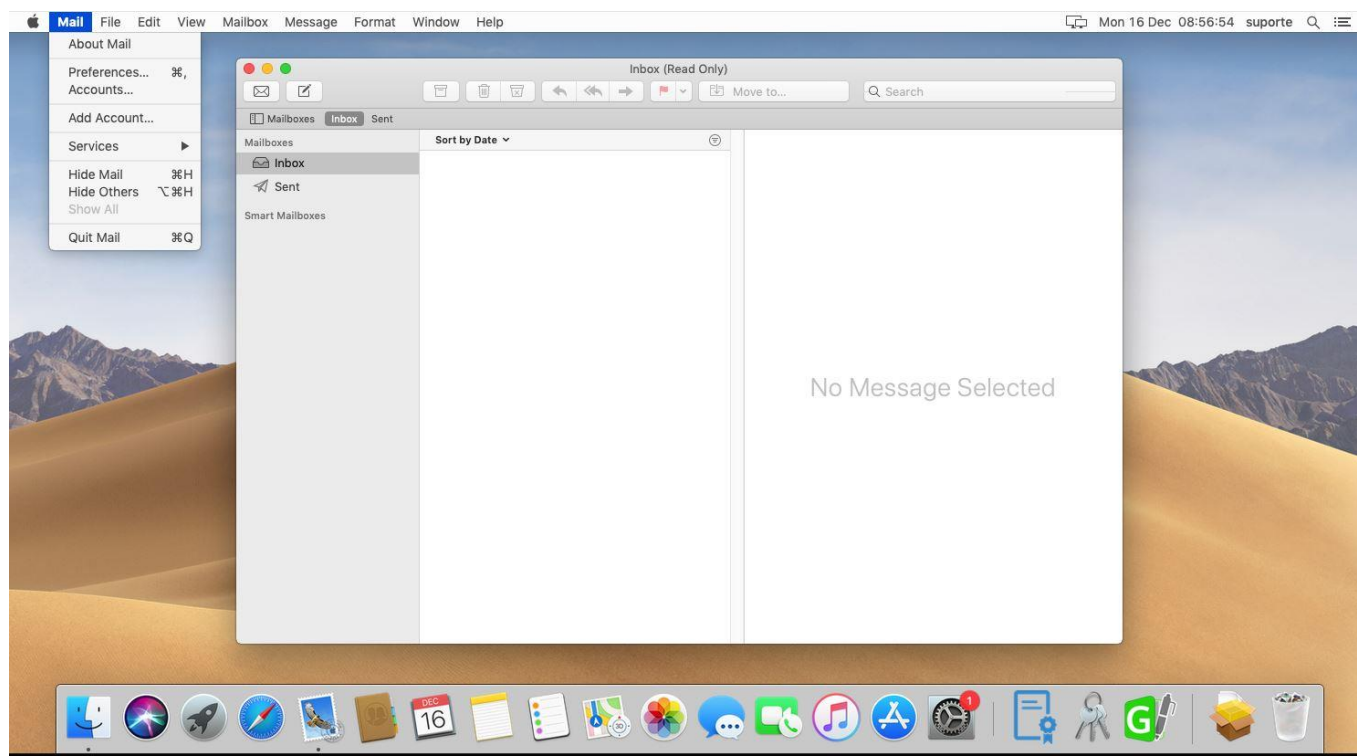 Mail File Edit View Mailbox Message Format Window Help Mon 16 Dec 08:56:54 suporte
About Mail
Preferences... ⌘,
Accounts...
Add Account...
Services ▶
Hide Mail ⌘H
Hide Others ⌥⌘H
Show All
Quit Mail ⌘Q
Inbox (Read Only)
Move to...
Search
Mailboxes Inbox Sent
Mailboxes
Inbox
Sent
Smart Mailboxes
Sort by Date
No Message Selected
DEC
16
3D
1
G